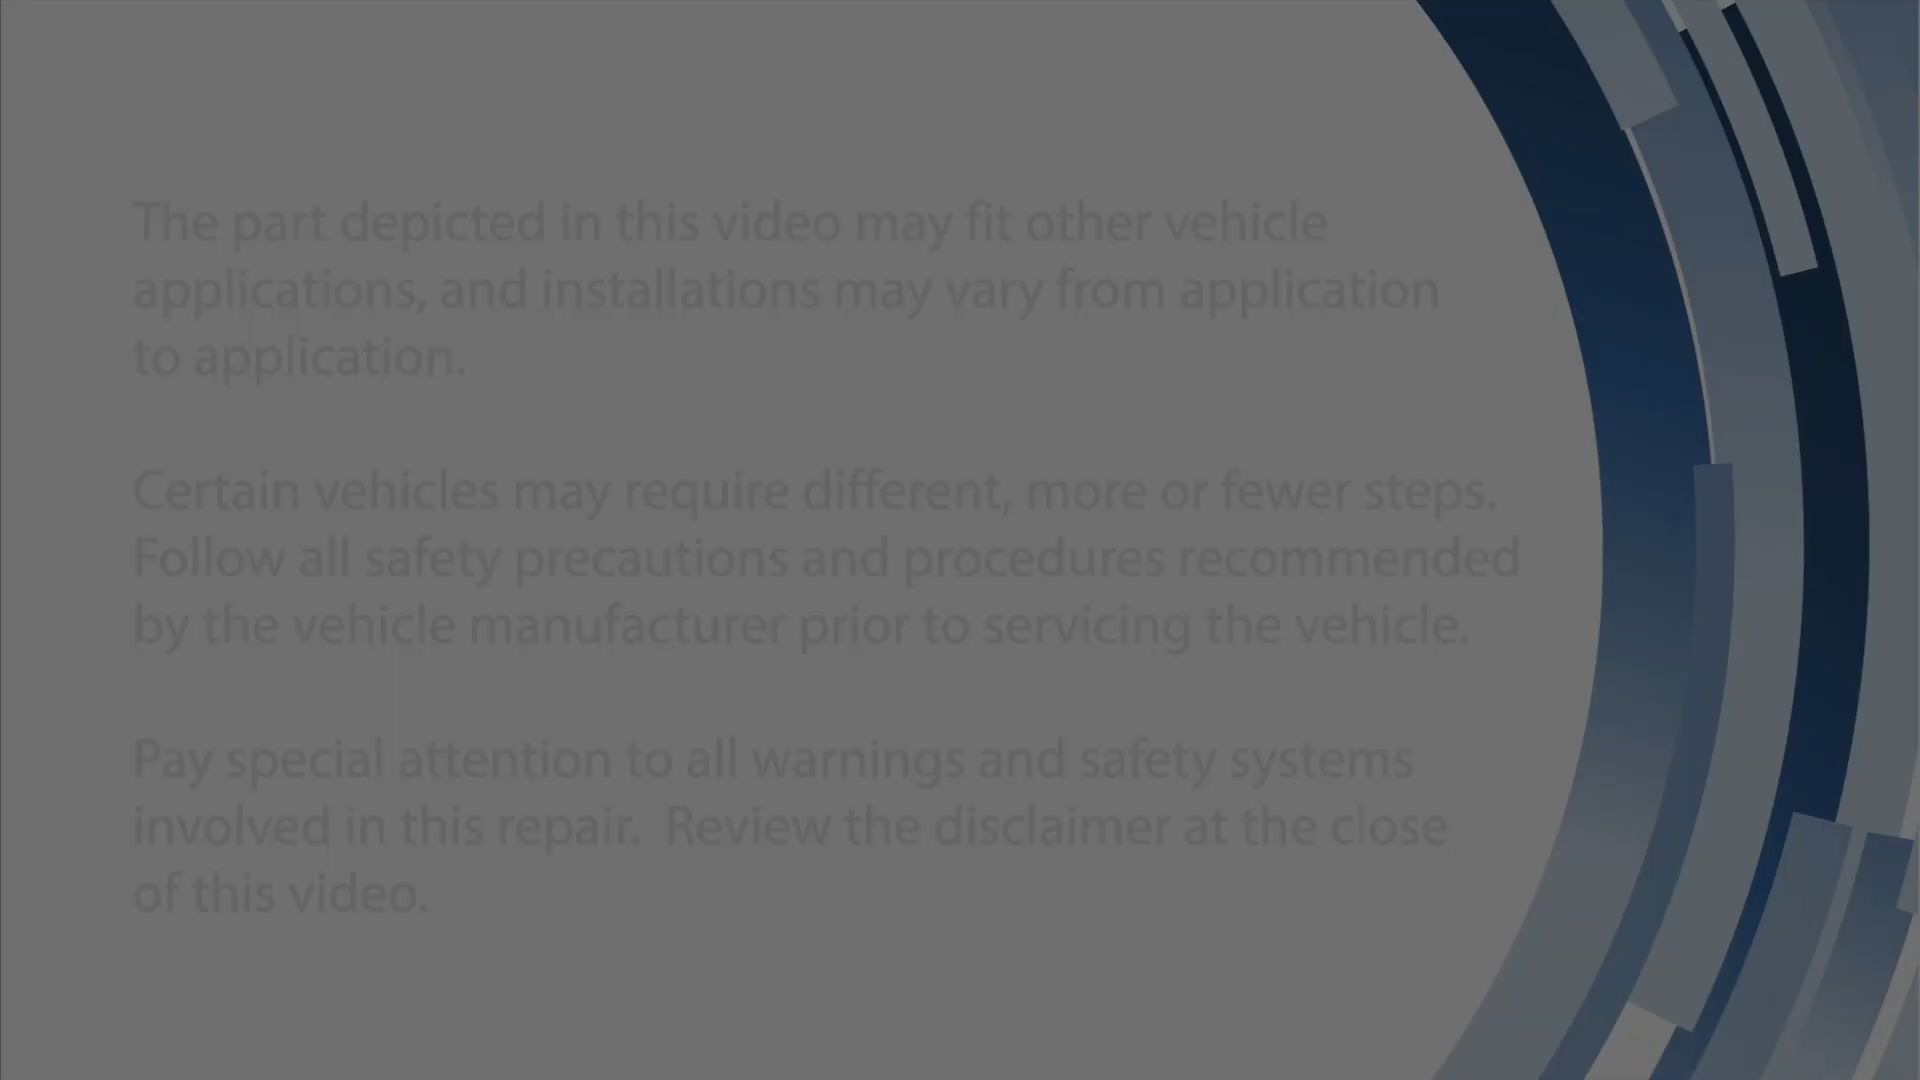 The part depicted in this video may fit other vehicle
applications, and installations may vary from application
to application.
Certain vehicles may require different, more or fewer steps.
Follow all safety precautions and procedures recommended
by the vehicle manufacturer prior to servicing the vehicle.
Pay special attention to all warnings and safety systems
involved in this repair.  Review the disclaimer at the close
of this video.